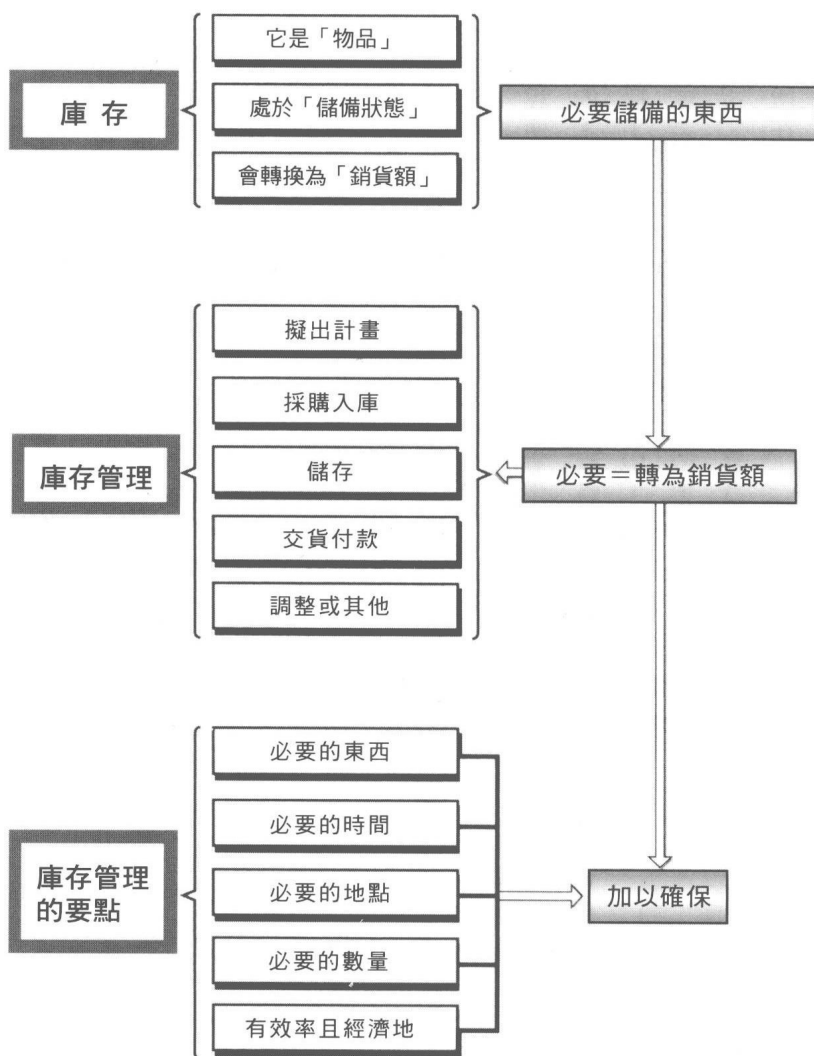 庫存
它是「物品」
處於「儲備狀態」
會轉換為「銷貨額」
必要儲備的東西
庫存管理
擬出計畫
採購入庫
儲存
交貨付款
調整或其他
必要＝轉為銷貨額
庫存管理
的要點
必要的東西
必要的時間
必要的地點
必要的數量
有效率且經濟地
加以確保